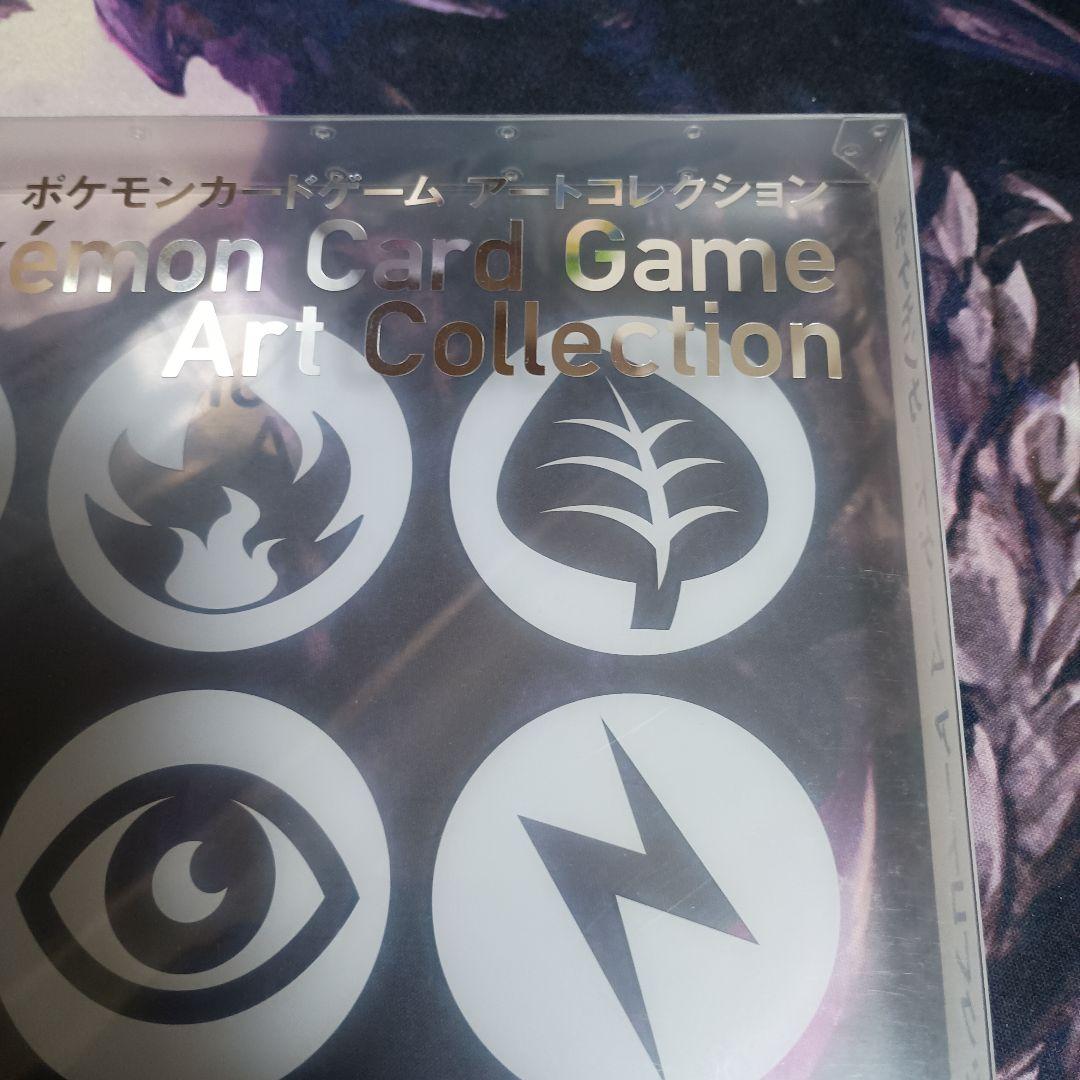 ポケモンカードゲーム アートコレクション
kémon Card Game
Art Collection